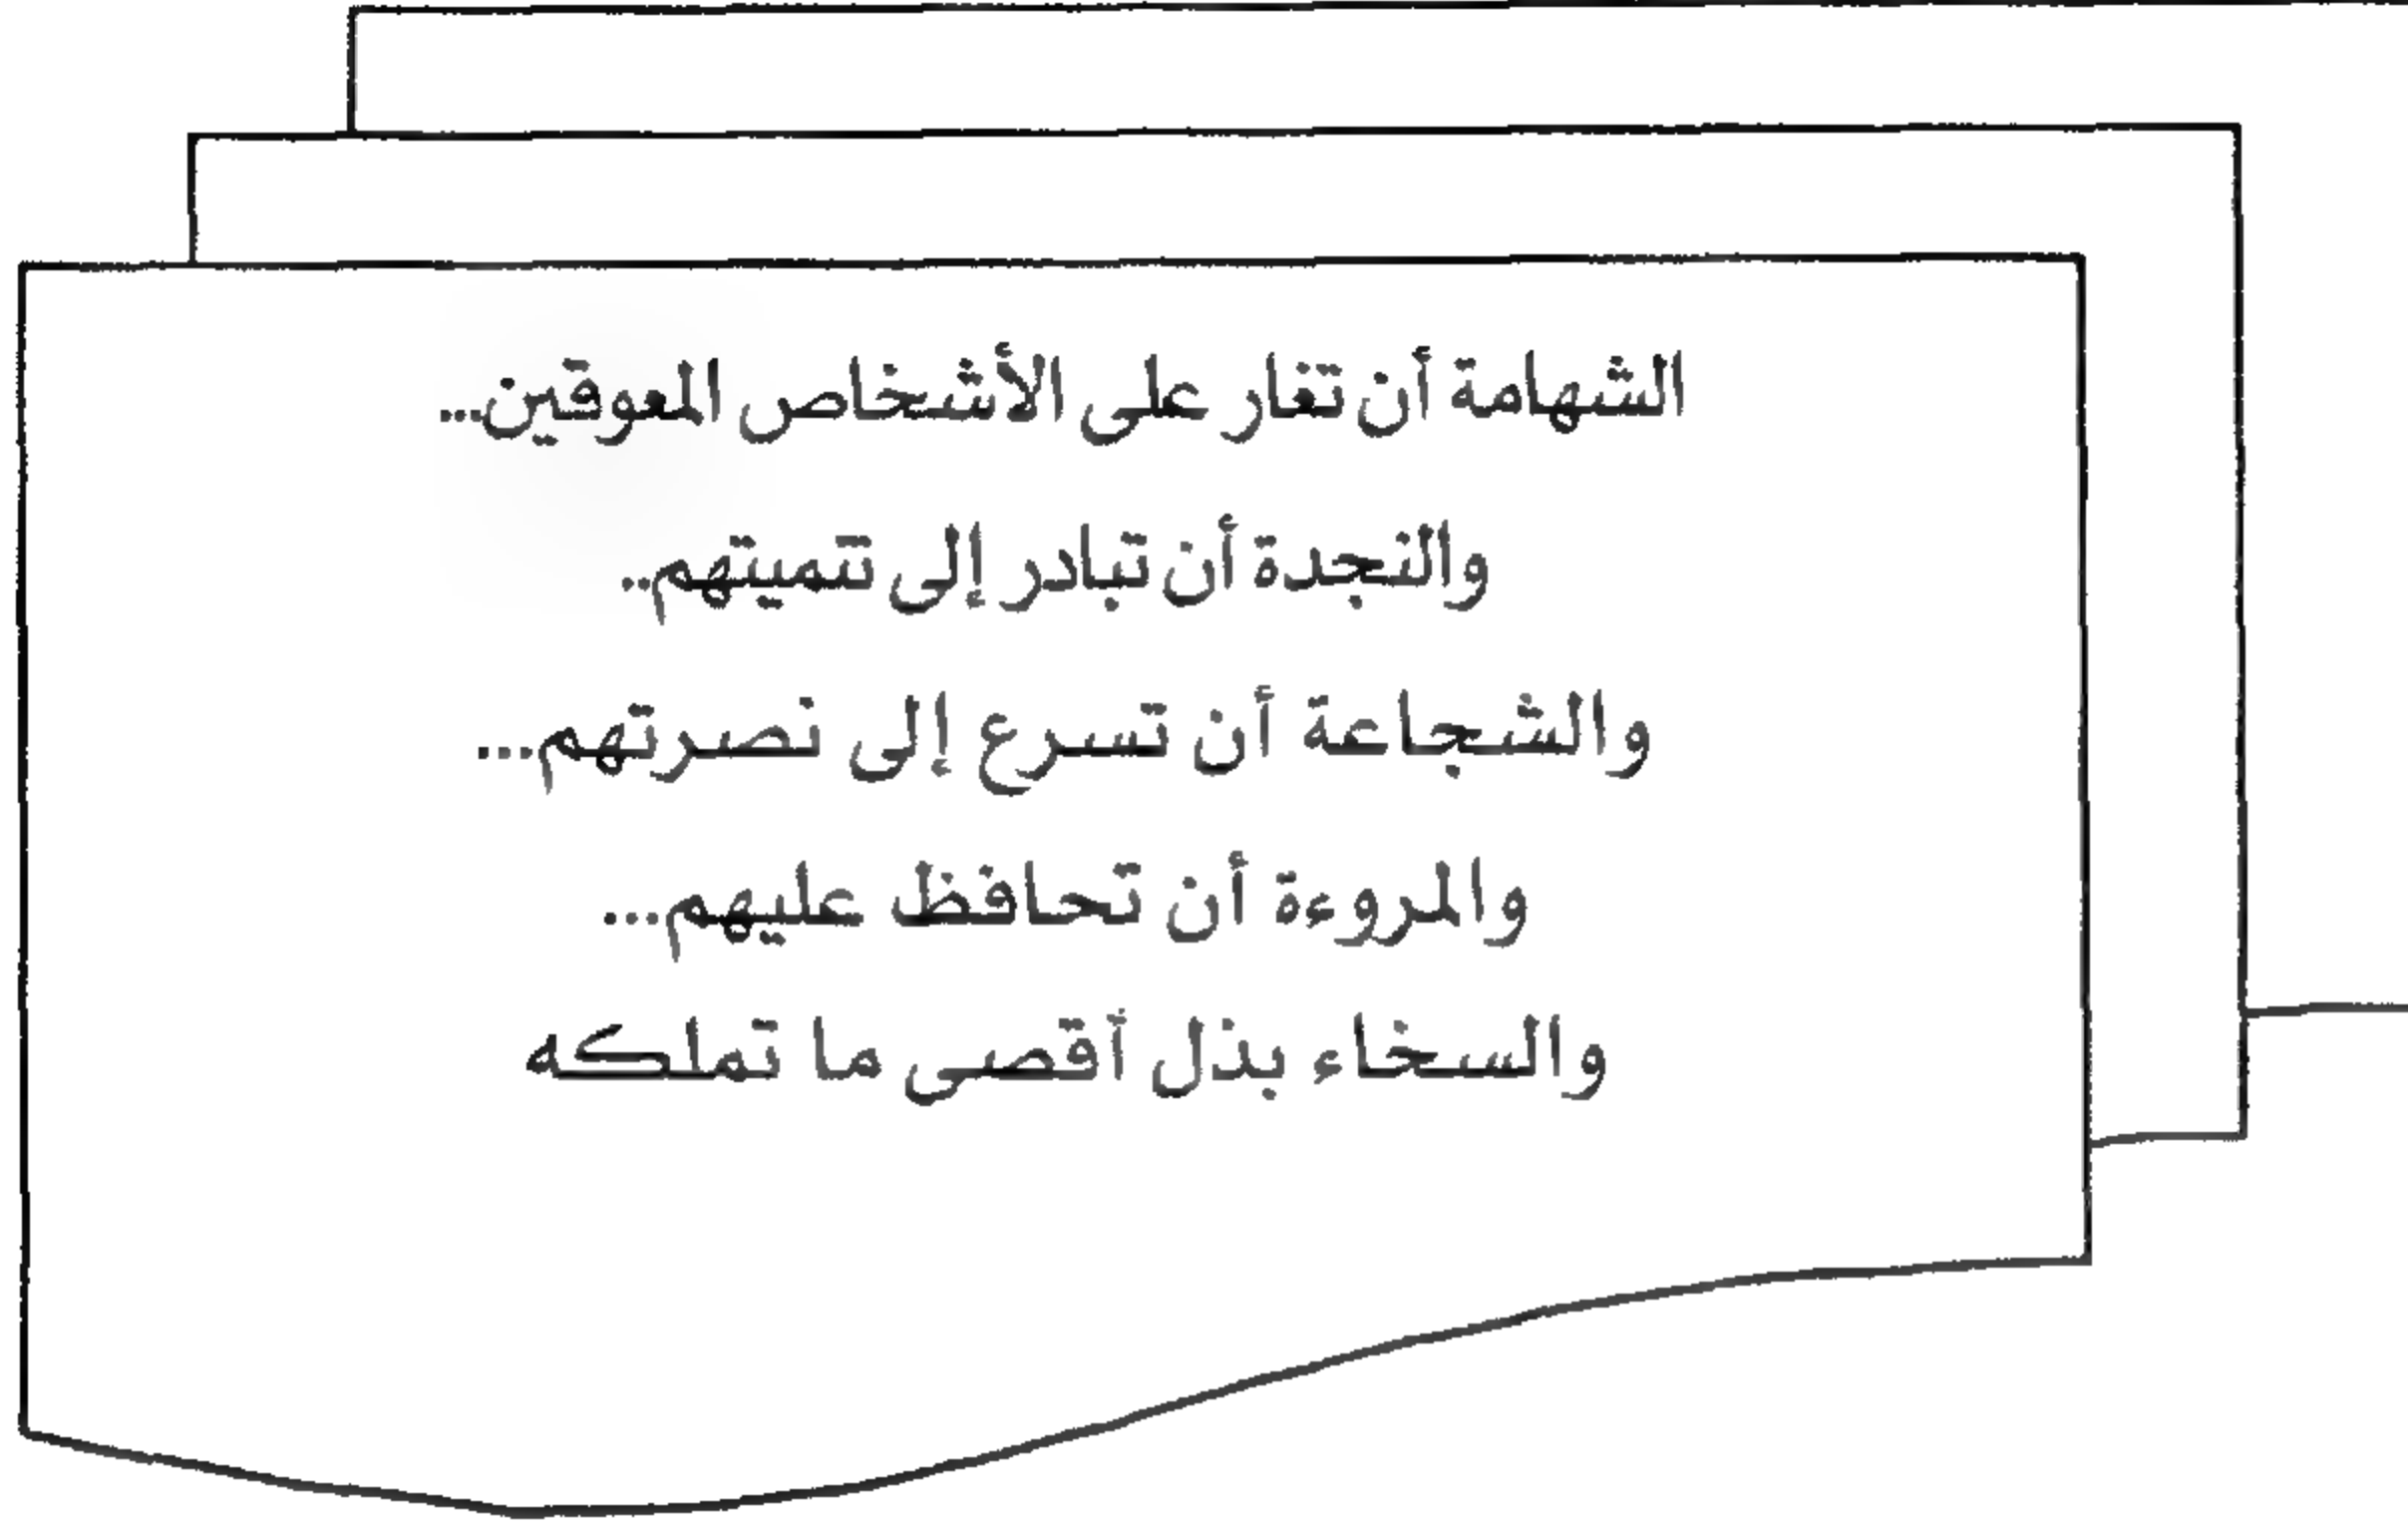 الشهامة أن تغار على الأشخاص المعوقين...
والنجدة أن تبادر إلى تنميتهم..
والشجاعة أن تسرع إلى نصرتهم...
والمروءة أن تحافظ عليهم...
والسخاء بذل أقصى ما تملكه